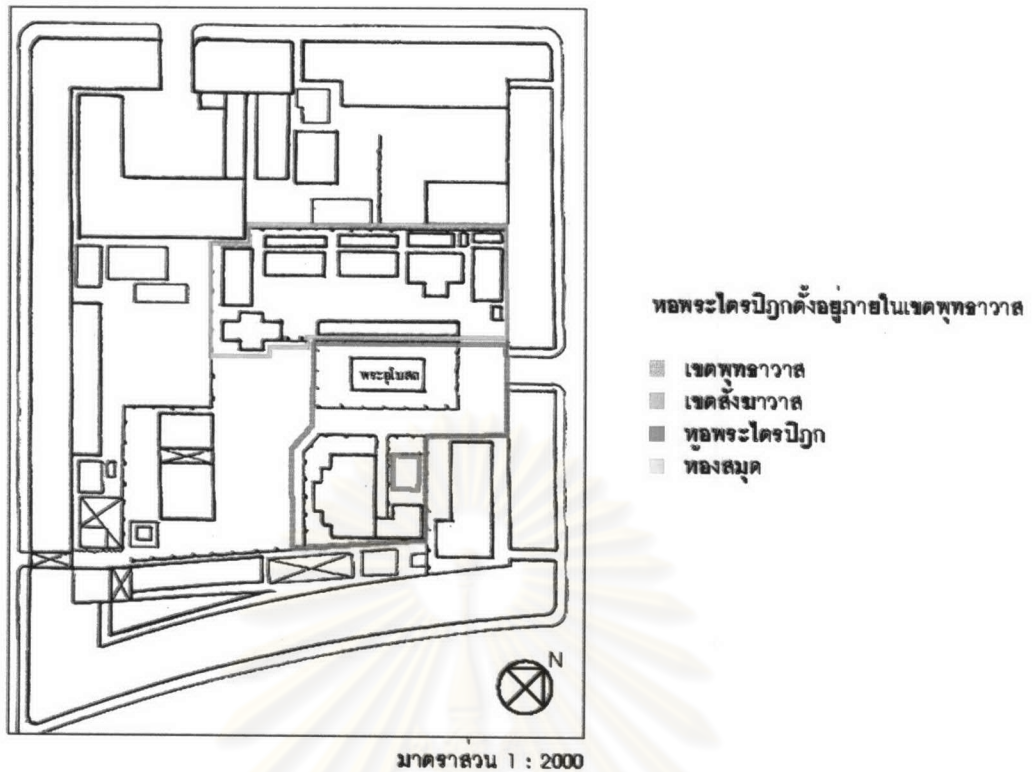 หอพระไตรปิฎกตั้งอยู่ภายในเขตพุทธาวาส
เขตพุทธาวาส
เขตสังฆาวาส
หอพระไตรปิฎก
ห้องสมุด
พระอุโบสถ
N
มาตราส่วน 1 : 2000